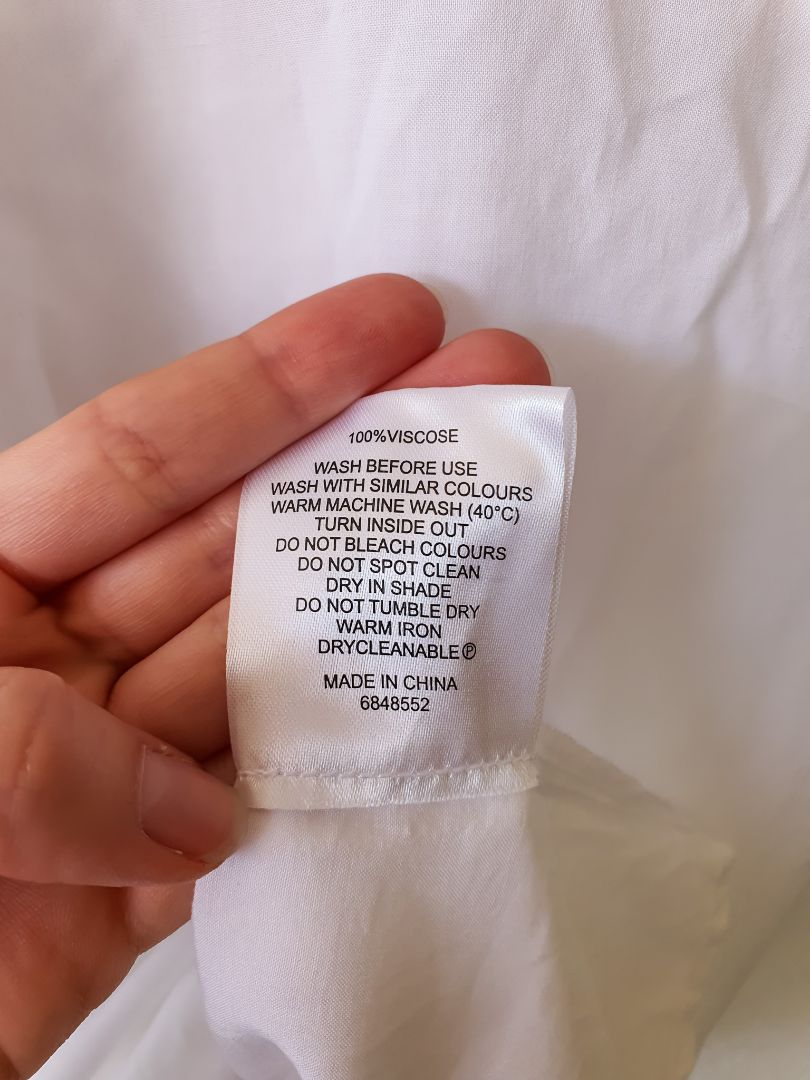 100%VISCOSE
WASH BEFORE USE
WASH WITH SIMILAR COLOURS
WARM MACHINE WASH (40°C)
TURN INSIDE OUT
DO NOT BLEACH COLOURS
DO NOT SPOT CLEAN
DRY IN SHADE
DO NOT TUMBLE DRY
WARM IRON
DRYCLEANABLEⓅ
MADE IN CHINA
6848552